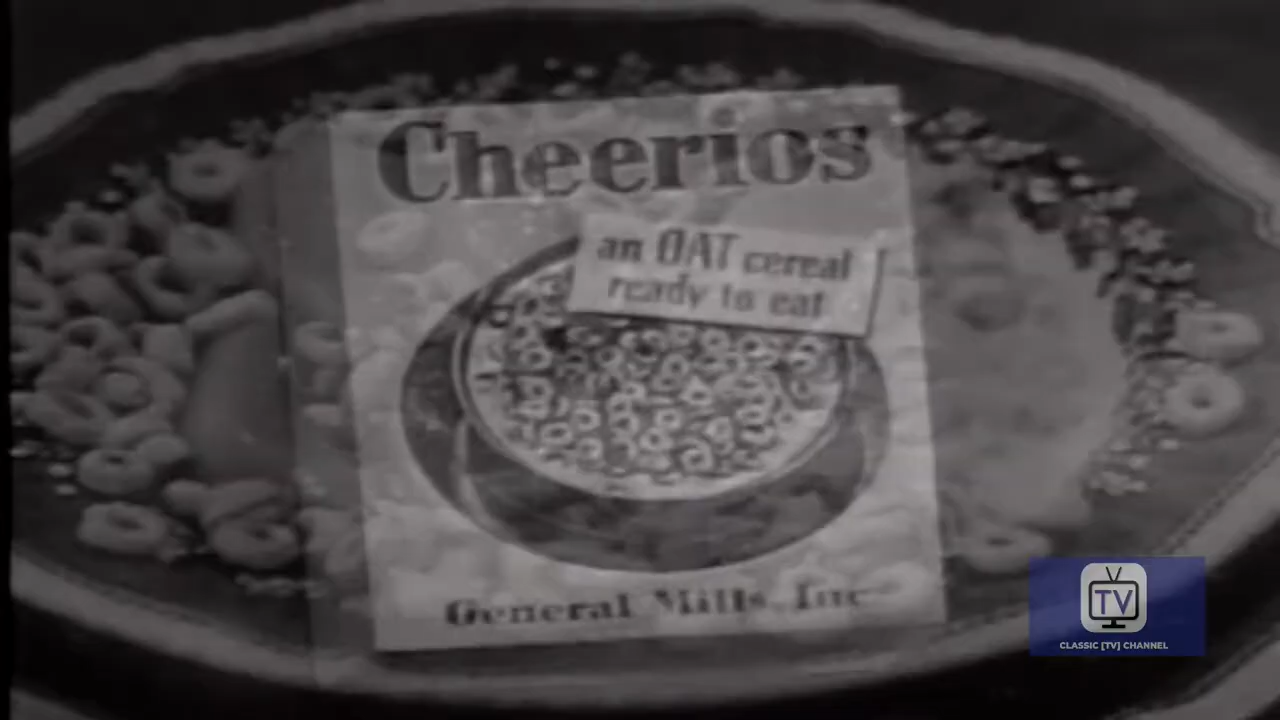 Cheerios
an OAT cereal
ready to eat
General Mills, Inc
TV
CLASSIC [TV] CHANNEL